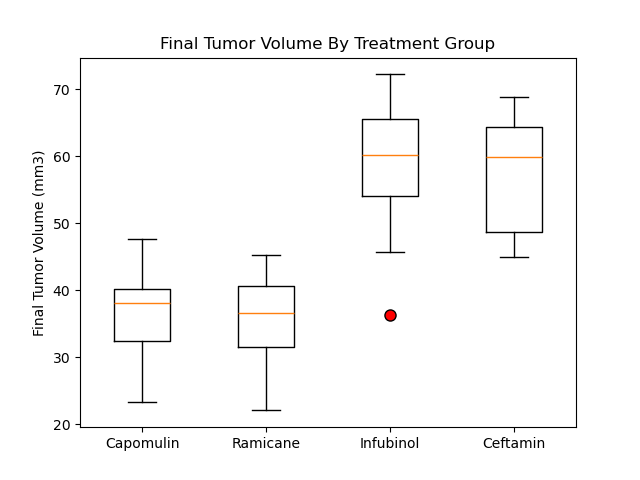 Final Tumor Volume By Treatment Group
Final Tumor Volume (mm3)
70
60
50
40
30
20
Capomulin Ramicane Infubinol Ceftamin